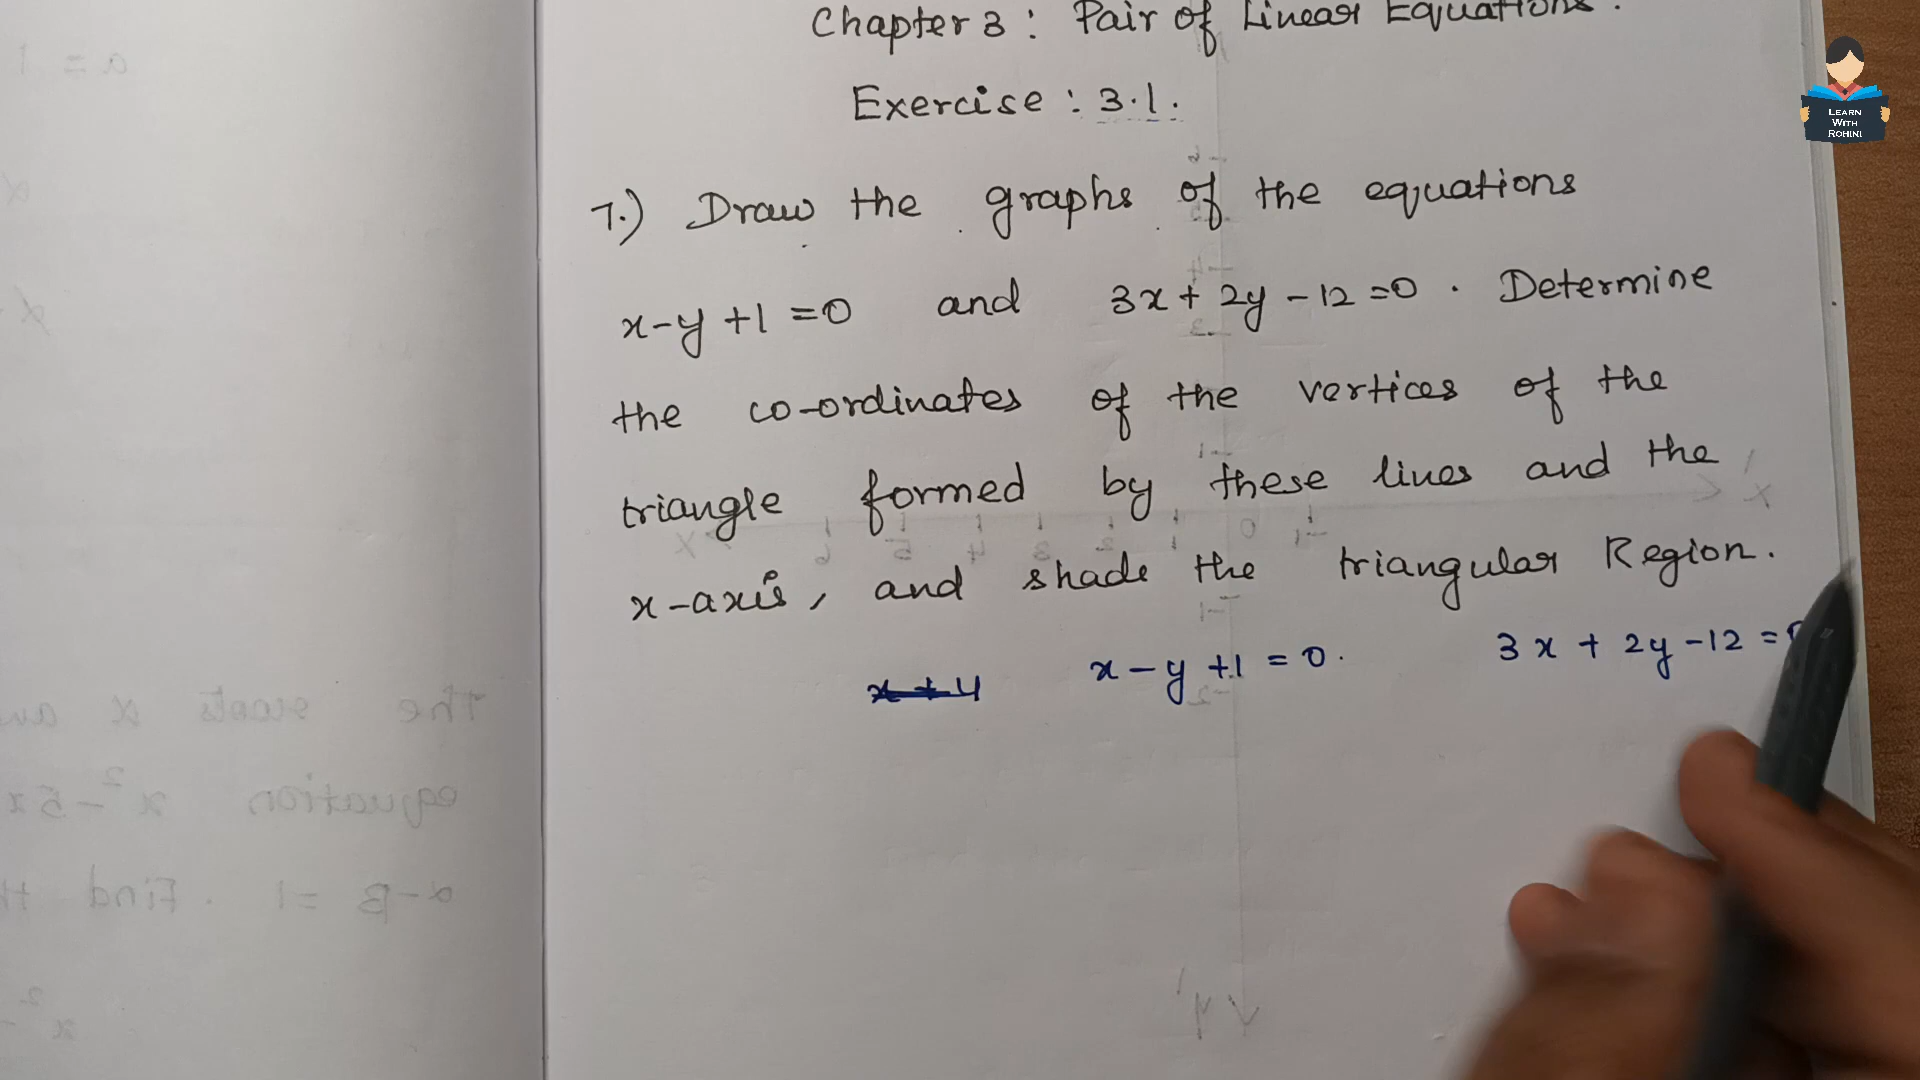 Chapter 3 : Pair of Linear Equations.
Exercise : 3.1.
LEARN
WITH
ROHINI
7.) Draw the graphs of the equations
x-y+1=0 and 3x+2y-12=0. Determine
the co-ordinates of the vertices of the
triangle formed by these lines and the
x-axis, and shade the triangular Region.
x+4 x-y+1=0. 3x+2y-12=0